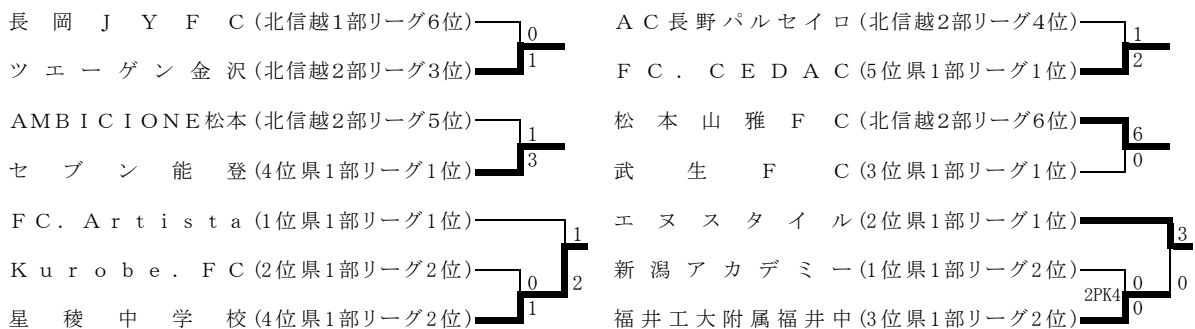 長岡JYFC(北信越1部リーグ6位)
0
ツエーゲン金沢(北信越2部リーグ3位)
1
AMBICIONE松本(北信越2部リーグ5位)
1
セブン能登(4位県1部リーグ1位)
3
FC.Artista(1位県1部リーグ1位)
1
Kurobe.FC(2位県1部リーグ2位)
0
2
星稜中学校(4位県1部リーグ2位)
1
AC長野パルセイロ(北信越2部リーグ4位)
1
FC.CEDAC(5位県1部リーグ1位)
2
松本山雅FC(北信越2部リーグ6位)
6
武生FC(3位県1部リーグ1位)
0
エヌスタイル(2位県1部リーグ1位)
3
新潟アカデミー(1位県1部リーグ2位)
0
0
2PK4
福井工大附属福井中(3位県1部リーグ2位)
0